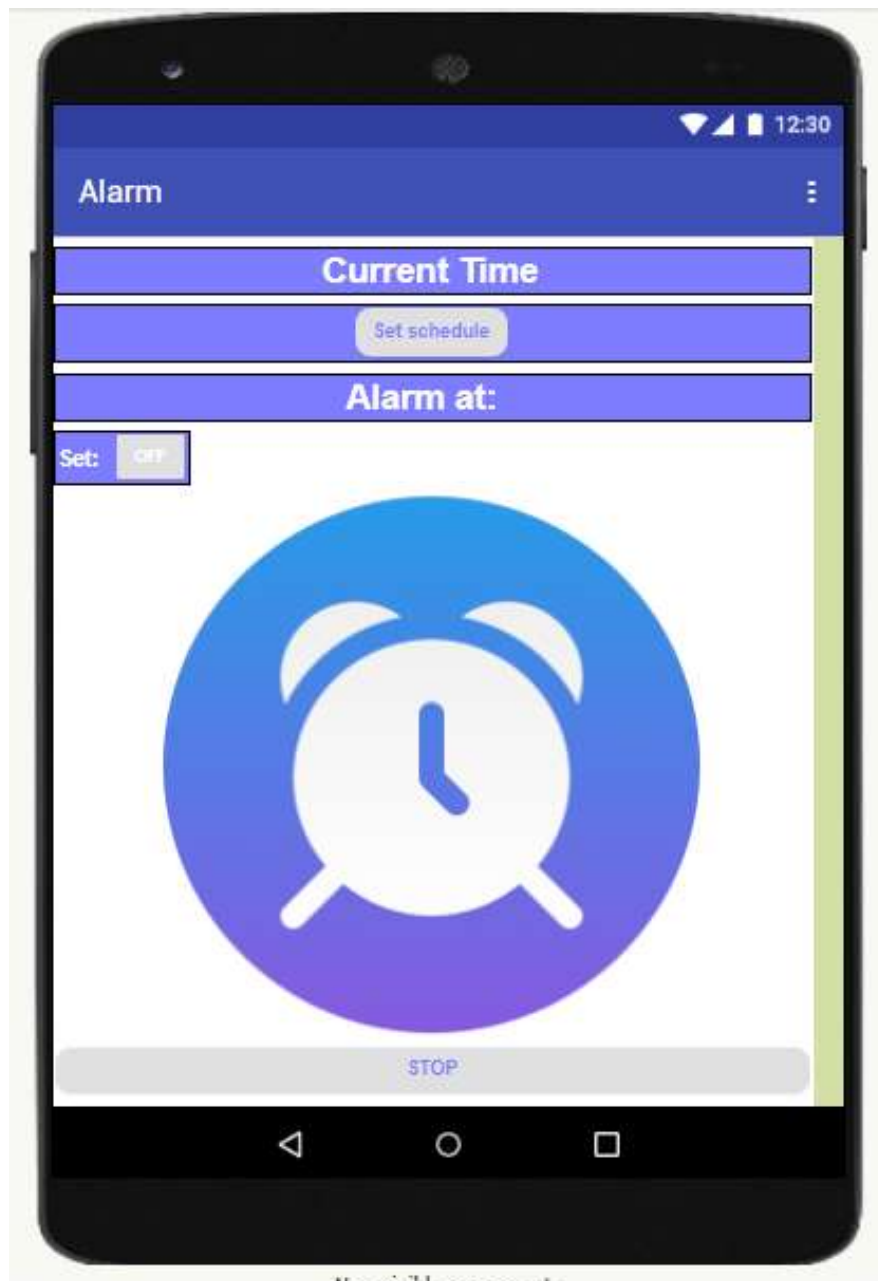 12:30
Alarm
Current Time
Set schedule
Alarm at:
Set: OFF
STOP